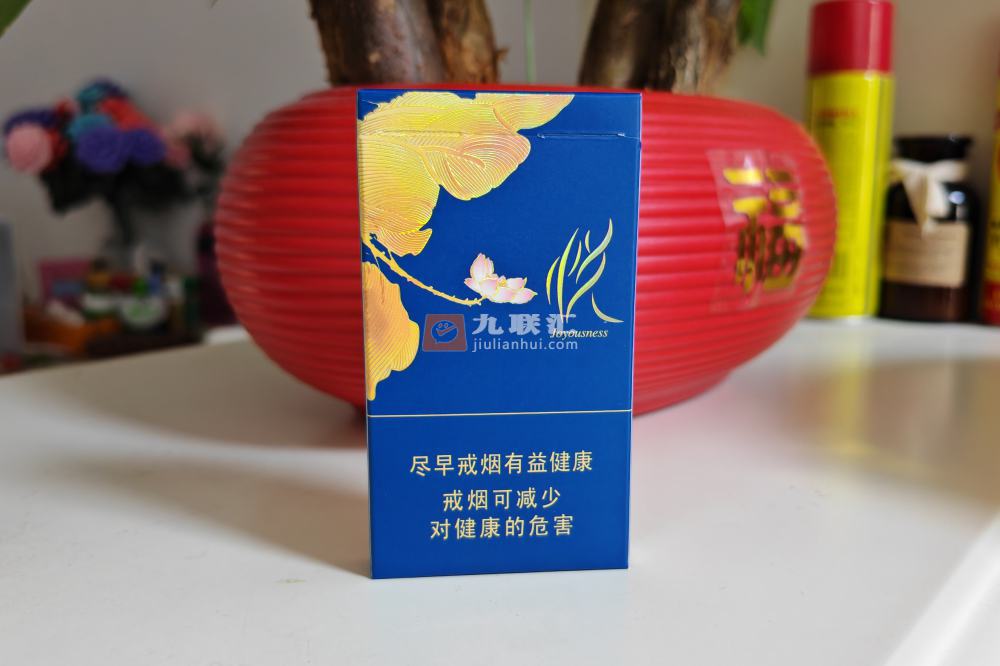 悦
Joyousness
九联汇
jiulianhui.com
尽早戒烟有益健康
戒烟可减少
对健康的危害